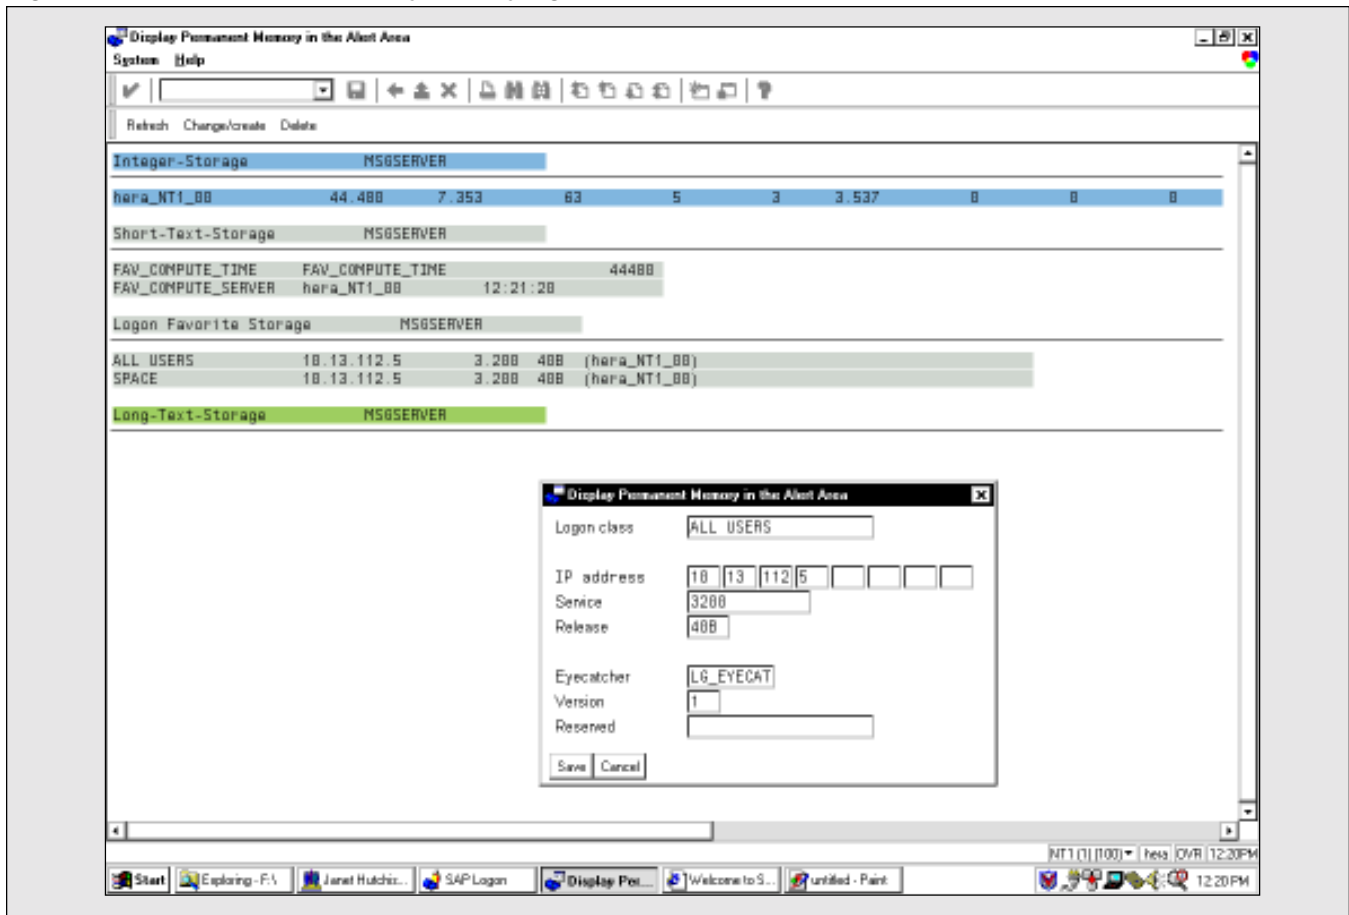 Display Permanent Memory in the Alert Area
System Help
Refresh Change/create Delete
Integer-Storage MSGSERVER
hera_NT1_00 44.480 7.353 63 5 3 3.537 0 0 0
Short-Text-Storage MSGSERVER
FAV_COMPUTE_TIME FAV_COMPUTE_TIME 44480
FAV_COMPUTE_SERVER hera_NT1_00 12:21:20
Logon Favorite Storage MSGSERVER
ALL USERS 10.13.112.5 3.200 40B (hera_NT1_00)
SPACE 10.13.112.5 3.200 40B (hera_NT1_00)
Long-Text-Storage MSGSERVER
Display Permanent Memory in the Alert Area
Logon class ALL USERS
IP address 10 13 112 5
Service 3200
Release 40B
Eyecatcher LG_EYECAT
Version 1
Reserved
Save Cancel
NT1 (1) (100) hera OVR 12:20PM
Start Exploring - F:\ Janet Hutchis... SAP Logon Display Per... Welcome to S... untitled - Paint 12:20 PM